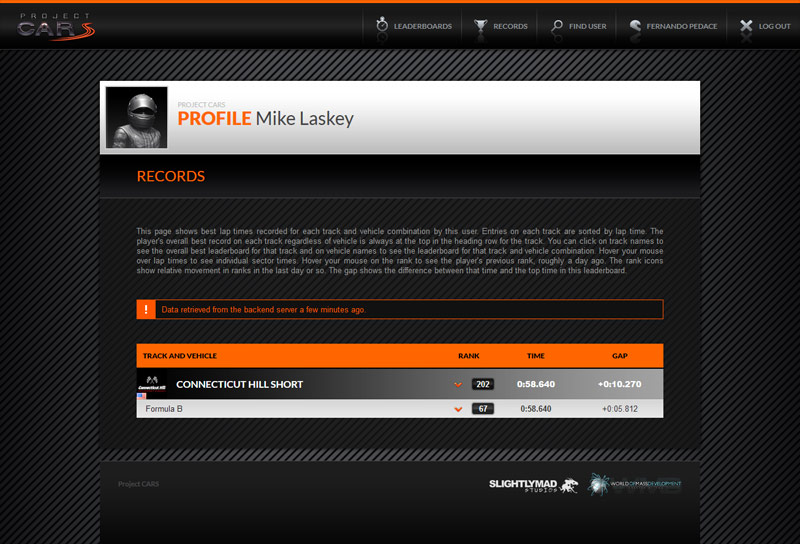 PROJECT
CARS
LEADERBOARDS
RECORDS
FIND USER
FERNANDO PEDACE
LOG OUT
PROJECT CARS
PROFILE Mike Laskey
RECORDS
This page shows best lap times recorded for each track and vehicle combination by this user. Entries on each track are sorted by lap time. The
player's overall best record on each track regardless of vehicle is always at the top in the heading row for the track. You can click on track names to
see the overall best leaderboard for that track and on vehicle names to see the leaderboard for that track and vehicle combination. Hover your mouse
over lap times to see individual sector times. Hover your mouse on the rank to see the player's previous rank, roughly a day ago. The rank icons
show relative movement in ranks in the last day or so. The gap shows the difference between that time and the top time in this leaderboard.
! Data retrieved from the backend server a few minutes ago.
TRACK AND VEHICLE RANK TIME GAP
Connecticut Hill CONNECTICUT HILL SHORT 202 0:58.640 +0:10.270
Formula B 67 0:58.640 +0:05.812
Project CARS
SLIGHTLYMAD
STUDIOS
WORLDOFMASSDEVELOPMENT